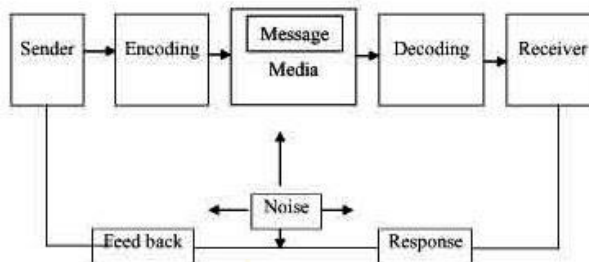 Sender
Encoding
Message
Media
Decoding
Receiver
Noise
Feed back
Response